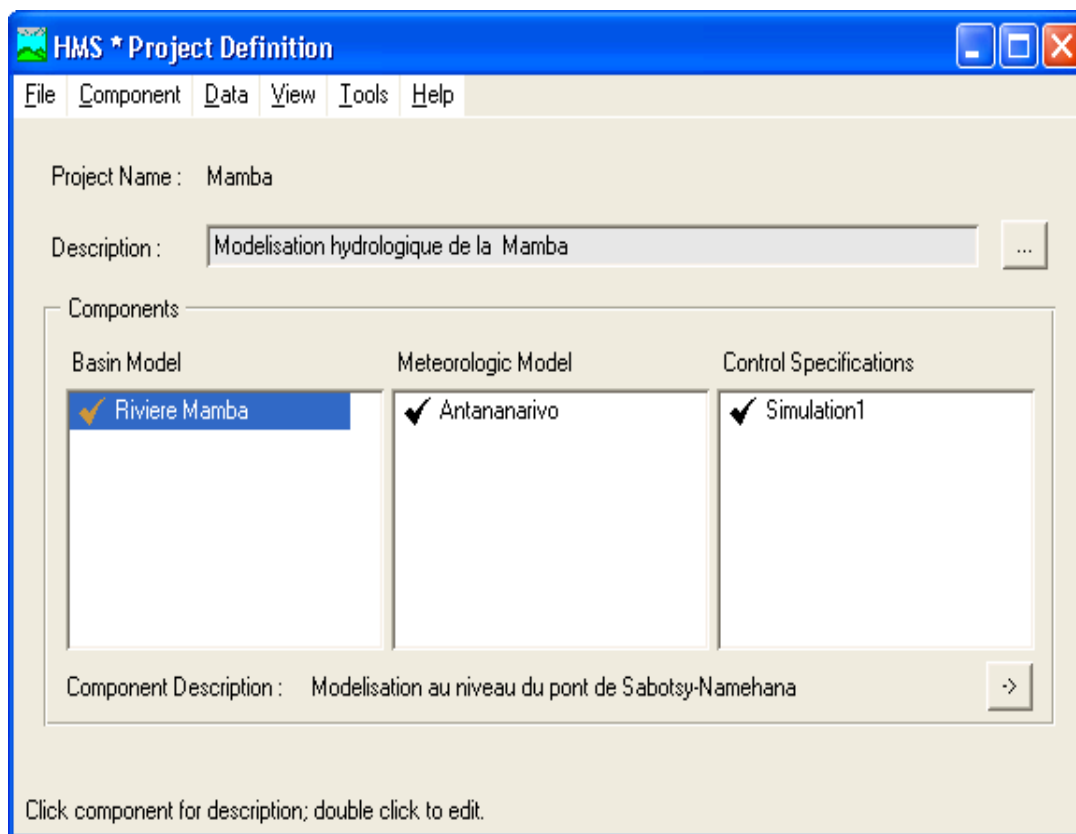 HMS * Project Definition
File Component Data View Tools Help
Project Name : Mamba
Description : Modelisation hydrologique de la Mamba ...
Components
Basin Model Meteorologic Model Control Specifications
Riviere Mamba Antananarivo Simulation1
Component Description : Modelisation au niveau du pont de Sabotsy-Namehana ->
Click component for description; double click to edit.